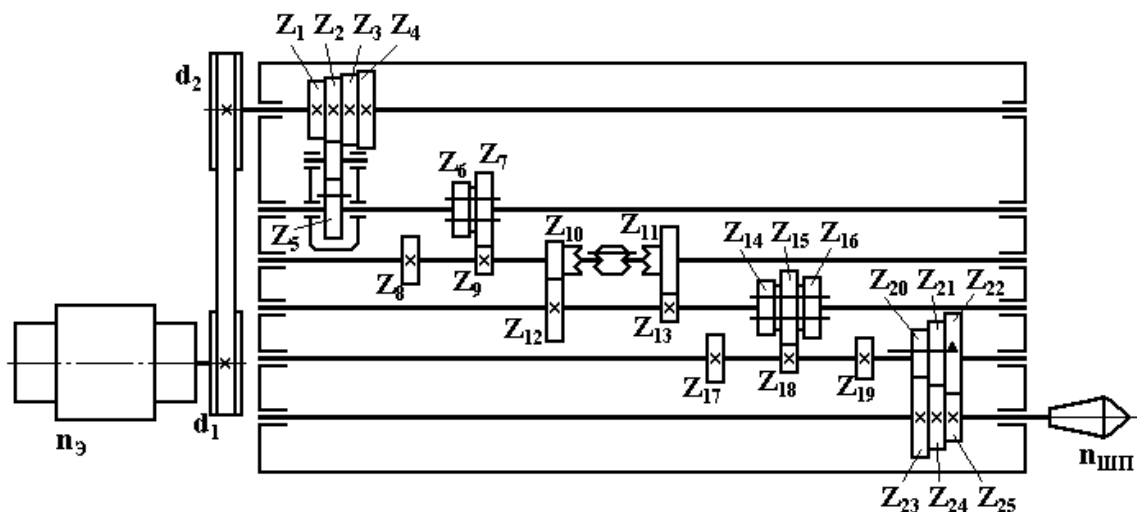 Z1 Z2 Z3 Z4
d2
Z6 Z7
Z5
Z10 Z11
Z14 Z15 Z16
Z8 Z9
Z20 Z21 Z22
Z12 Z13
Z17 Z18 Z19
d1
nЭ
nШП
Z23 Z24 Z25